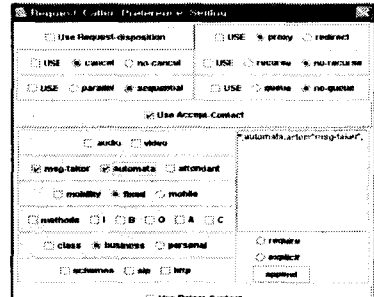 Request Caller Preference Setting
Use Request-disposition
USE proxy redirect
USE cancel no-cancel
USE recurse no-recurse
USE parallel sequential
USE queue no-queue
Use Accept-Contact
audio video
msg-taker automata attendant
mobility fixed mobile
methods I B O A C
class business personal
schemes sip http
*automata,actor="msg-taker",
require
explicit
append